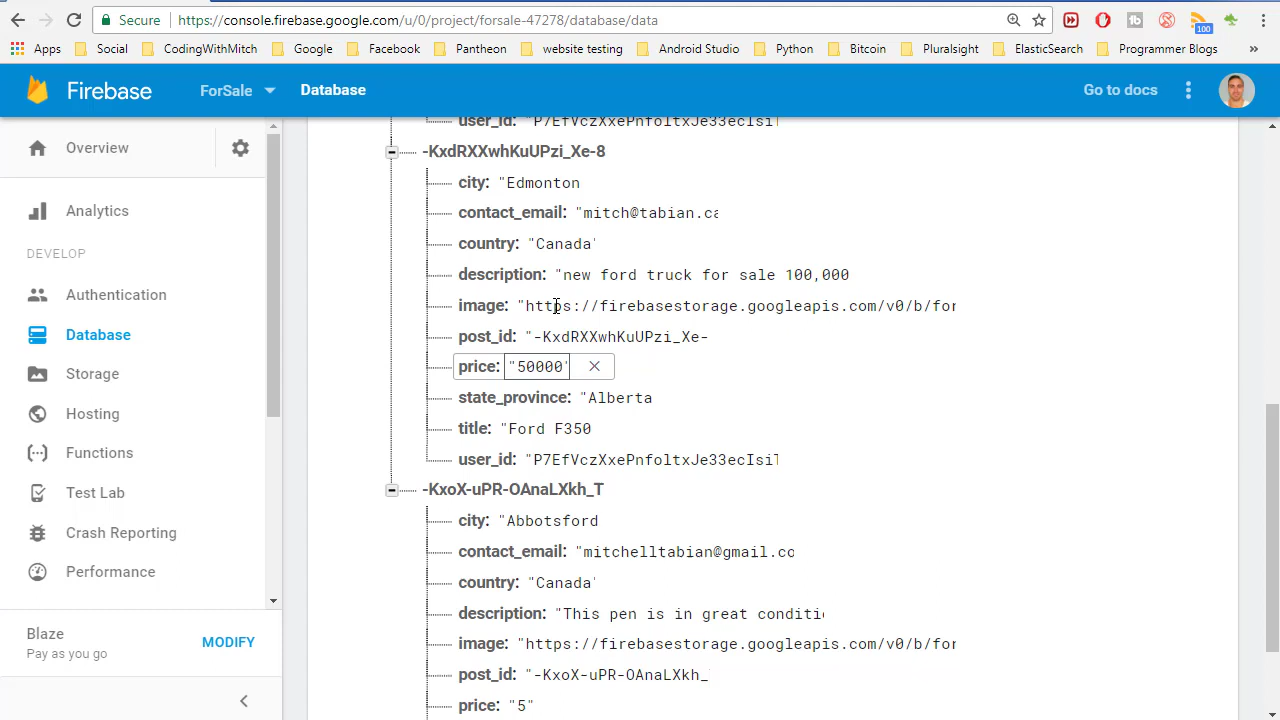 Secure https://console.firebase.google.com/u/0/project/forsale-47278/database/data
100
Apps Social CodingWithMitch Google Facebook Pantheon website testing Android Studio Python Bitcoin Pluralsight ElasticSearch Programmer Blogs »
Firebase ForSale Database Go to docs
Overview
Analytics
DEVELOP
Authentication
Database
Storage
Hosting
Functions
Test Lab
Crash Reporting
Performance
Blaze
Pay as you go
MODIFY
user_id: "P7EfVczXxePnfoltxJe33ecIsiT
-KxdRXXwhKuUPzi_Xe-8
city: "Edmonton
contact_email: "mitch@tabian.ca
country: "Canada"
description: "new ford truck for sale 100,000
image: "https://firebasestorage.googleapis.com/v0/b/for
post_id: "-KxdRXXwhKuUPzi_Xe-
price: "50000"
state_province: "Alberta
title: "Ford F350
user_id: "P7EfVczXxePnfoltxJe33ecIsiT
-KxoX-uPR-OAnaLXkh_T
city: "Abbotsford
contact_email: "mitchelltabian@gmail.co
country: "Canada"
description: "This pen is in great conditi
image: "https://firebasestorage.googleapis.com/v0/b/for
post_id: "-KxoX-uPR-OAnaLXkh_
price: "5"